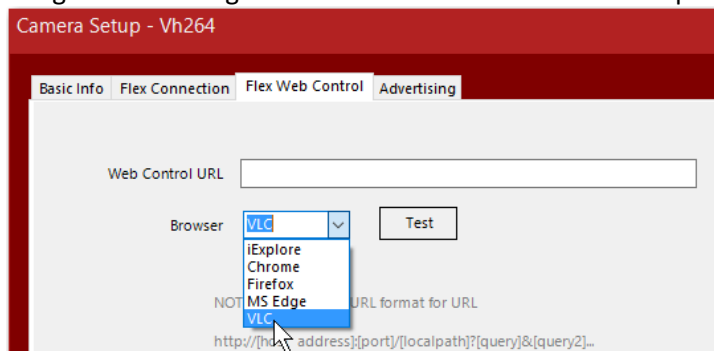 Camera Setup - Vh264
Basic Info Flex Connection Flex Web Control Advertising
Web Control URL
Browser VLC Test
iExplore
Chrome
Firefox
MS Edge URL format for URL
VLC
http://[host address]:[port]/[localpath]?[query]&[query2]...